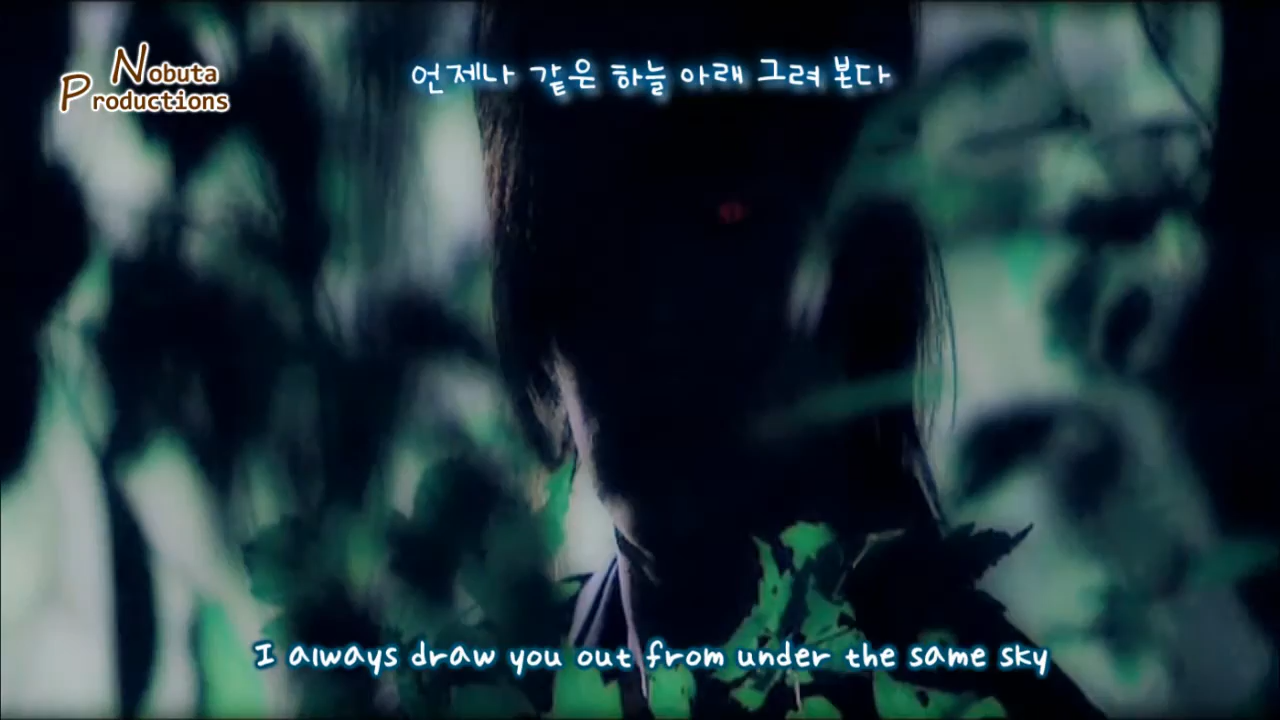 Nobuta
Productions
언제나 같은 하늘 아래 그려 본다
I always draw you out from under the same sky